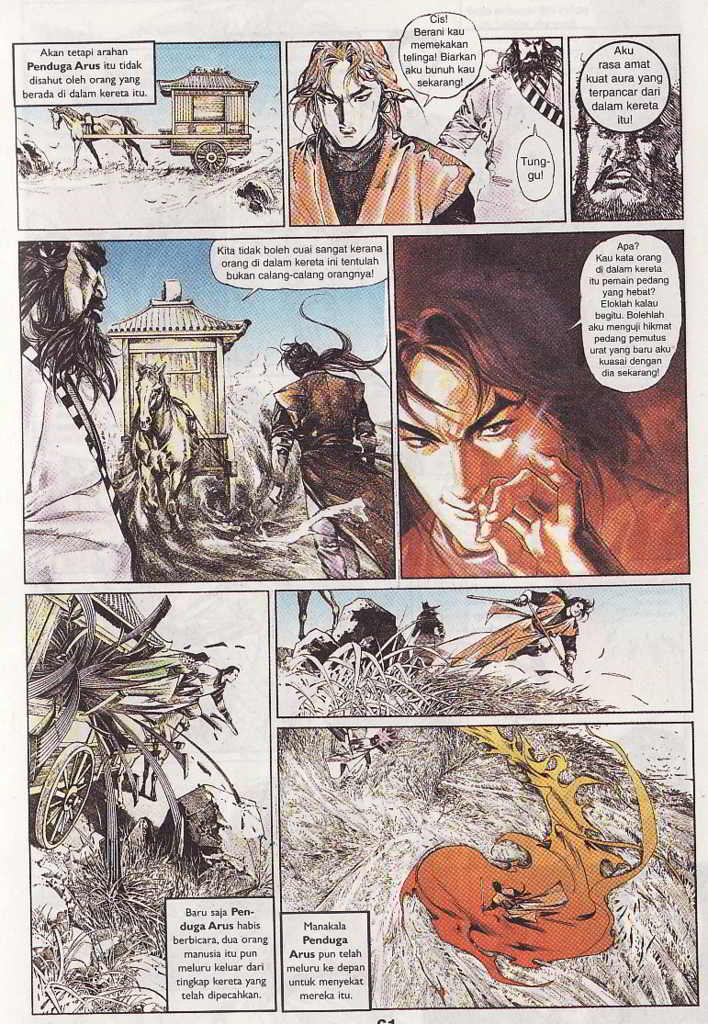 Akan tetapi arahan
Penduga Arus itu tidak
disahut oleh orang yang
berada di dalam kereta itu.
Cis!
Berani kau
memekakan
telinga! Biarkan
aku bunuh kau
sekarang!
Tung-
gu!
Aku
rasa amat
kuat aura yang
terpancar dari
dalam kereta
itu!
Kita tidak boleh cuai sangat kerana
orang di dalam kereta ini tentulah
bukan calang-calang orangnya!
Apa?
Kau kata orang
di dalam kereta
itu pemain pedang
yang hebat?
Eloklah kalau
begitu. Bolehlah
aku menguji hikmat
pedang pemutus
urat yang baru aku
kuasai dengan
dia sekarang!
Baru saja Pen-
duga Arus habis
berbicara, dua orang
manusia itu pun
meluru keluar dari
tingkap kereta yang
telah dipecahkan.
Manakala
Penduga
Arus pun telah
meluru ke depan
untuk menyekat
mereka itu.